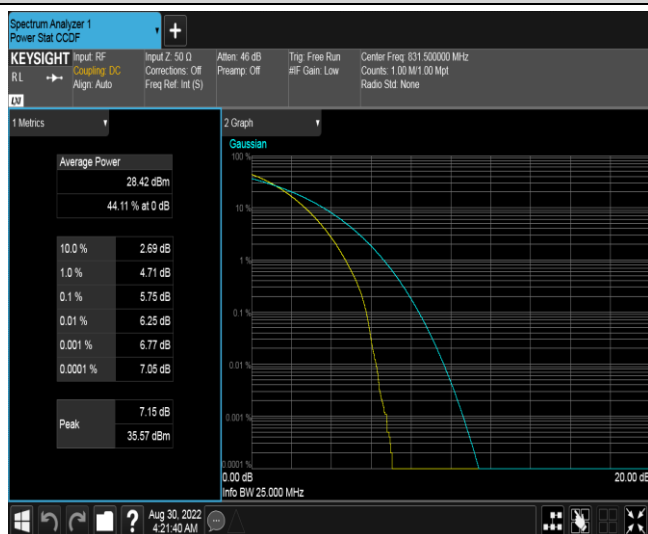 Spectrum Analyzer 1
Power Stat CCDF
KEYSIGHT
RL
LXI
Input: RF
Coupling: DC
Align: Auto
Input Z: 50 Ω
Corrections: Off
Freq Ref: Int (S)
Atten: 46 dB
Preamp: Off
Trig: Free Run
#IF Gain: Low
Center Freq: 831.500000 MHz
Counts: 1.00 M/1.00 Mpt
Radio Std: None
1 Metrics
Average Power
28.42 dBm
44.11 % at 0 dB
10.0 % 2.69 dB
1.0 % 4.71 dB
0.1 % 5.75 dB
0.01 % 6.25 dB
0.001 % 6.77 dB
0.0001 % 7.05 dB
Peak 7.15 dB
35.57 dBm
2 Graph
Gaussian
100 %
10 %
1 %
0.1 %
0.01 %
0.001 %
0.0001 %
0.00 dB 20.00 dB
Info BW 25.000 MHz
Aug 30, 2022
4:21:40 AM